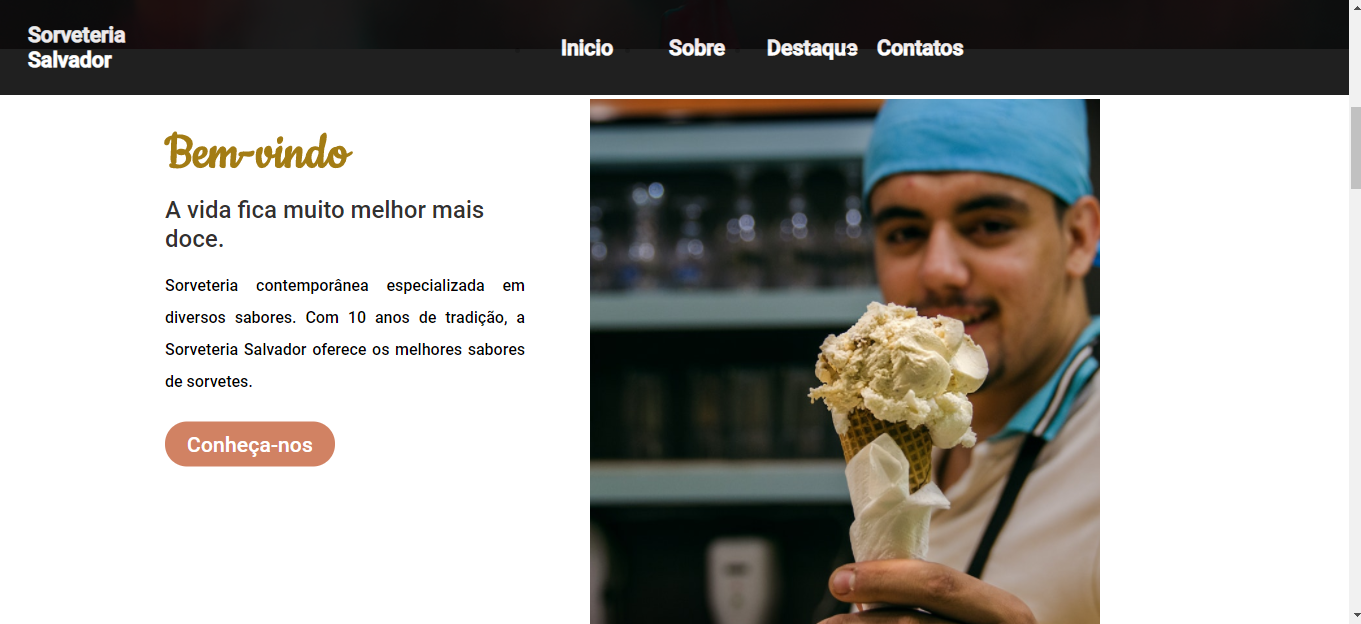 Sorveteria
Salvador
Inicio Sobre Destaque Contatos
Bem-vindo
A vida fica muito melhor mais
doce.
Sorveteria contemporânea especializada em
diversos sabores. Com 10 anos de tradição, a
Sorveteria Salvador oferece os melhores sabores
de sorvetes.
Conheça-nos